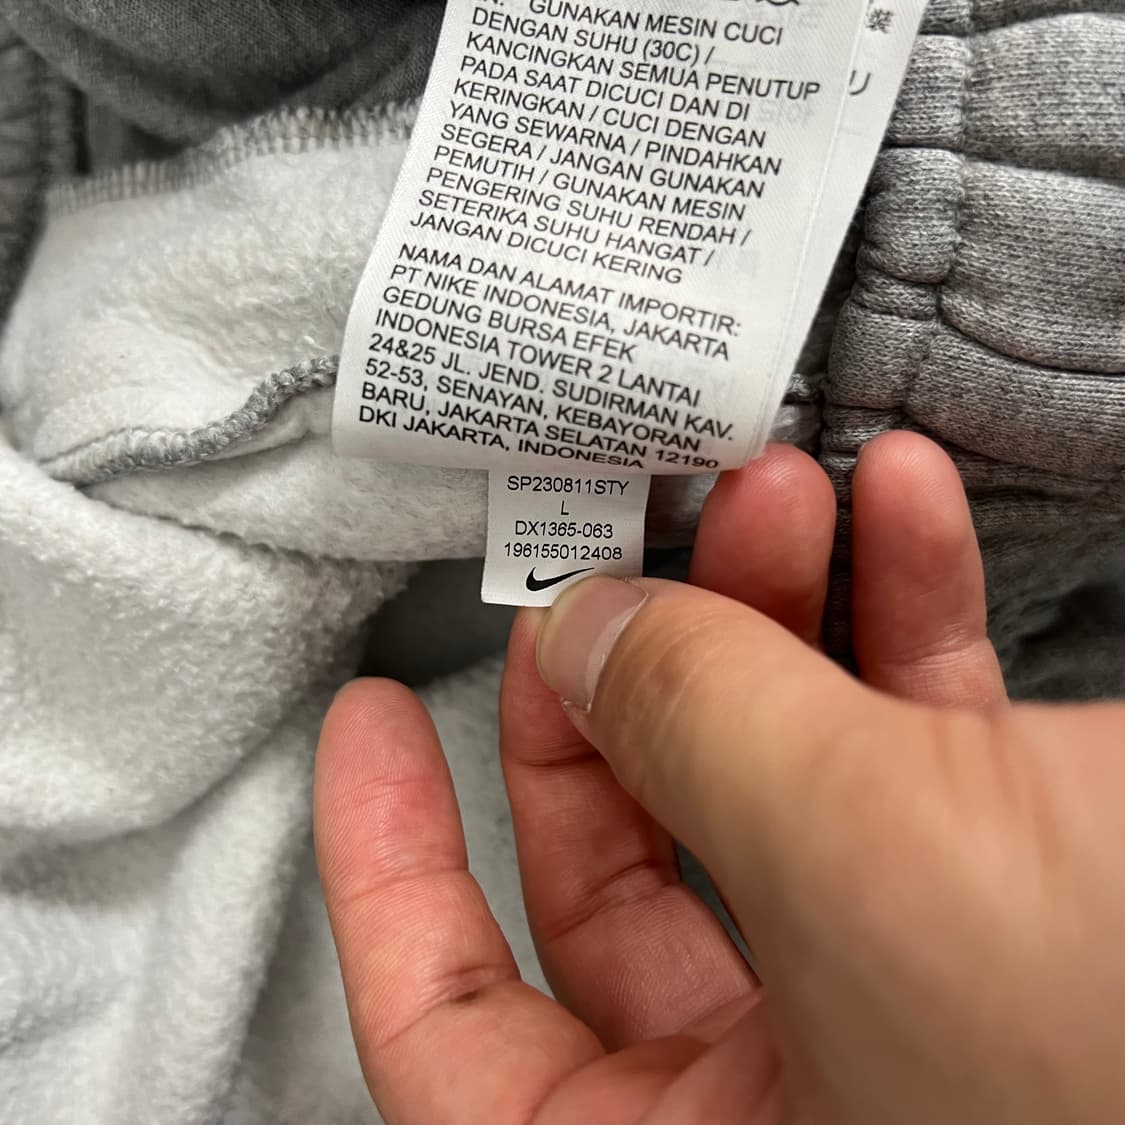 GUNAKAN MESIN CUCI
DENGAN SUHU (30C) /
KANCINGKAN SEMUA PENUTUP
PADA SAAT DICUCI DAN DI
KERINGKAN / CUCI DENGAN
YANG SEWARNA / PINDAHKAN
SEGERA / JANGAN GUNAKAN
PEMUTIH / GUNAKAN MESIN
PENGERING SUHU RENDAH /
SETERIKA SUHU HANGAT /
JANGAN DICUCI KERING
NAMA DAN ALAMAT IMPORTIR:
PT NIKE INDONESIA, JAKARTA
GEDUNG BURSA EFEK
INDONESIA TOWER 2 LANTAI
24&25 JL. JEND. SUDIRMAN KAV.
52-53, SENAYAN, KEBAYORAN
BARU, JAKARTA SELATAN 12190
DKI JAKARTA, INDONESIA
SP230811STY
L
DX1365-063
196155012408
装
リ